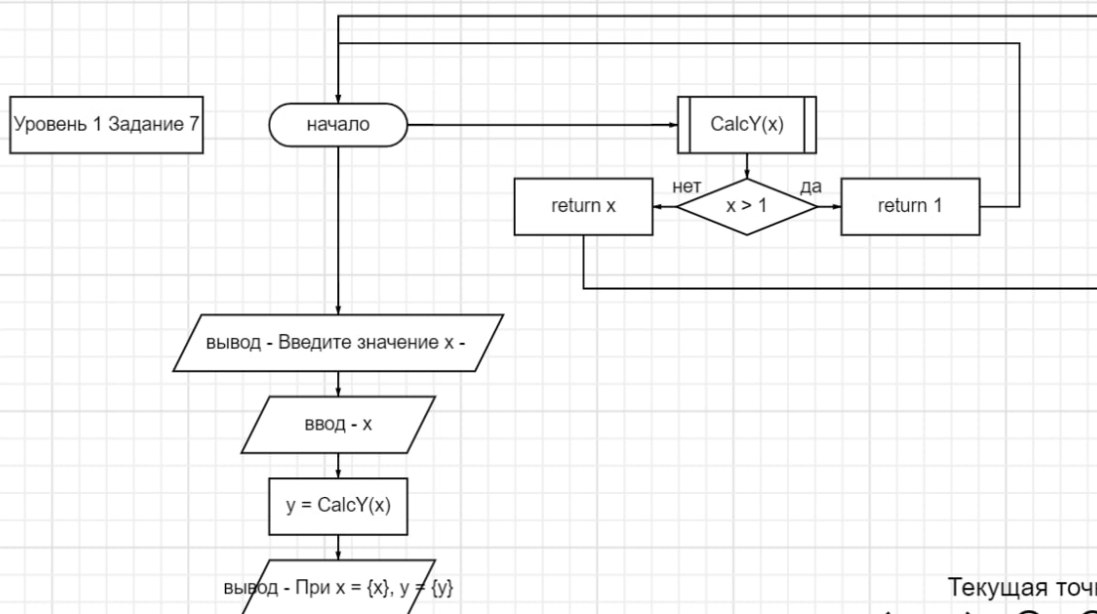 Уровень 1 Задание 7
начало
CalcY(x)
нет
да
return x
x > 1
return 1
вывод - Введите значение x -
ввод - x
y = CalcY(x)
вывод - При x = {x}, y = {y}
Текущая